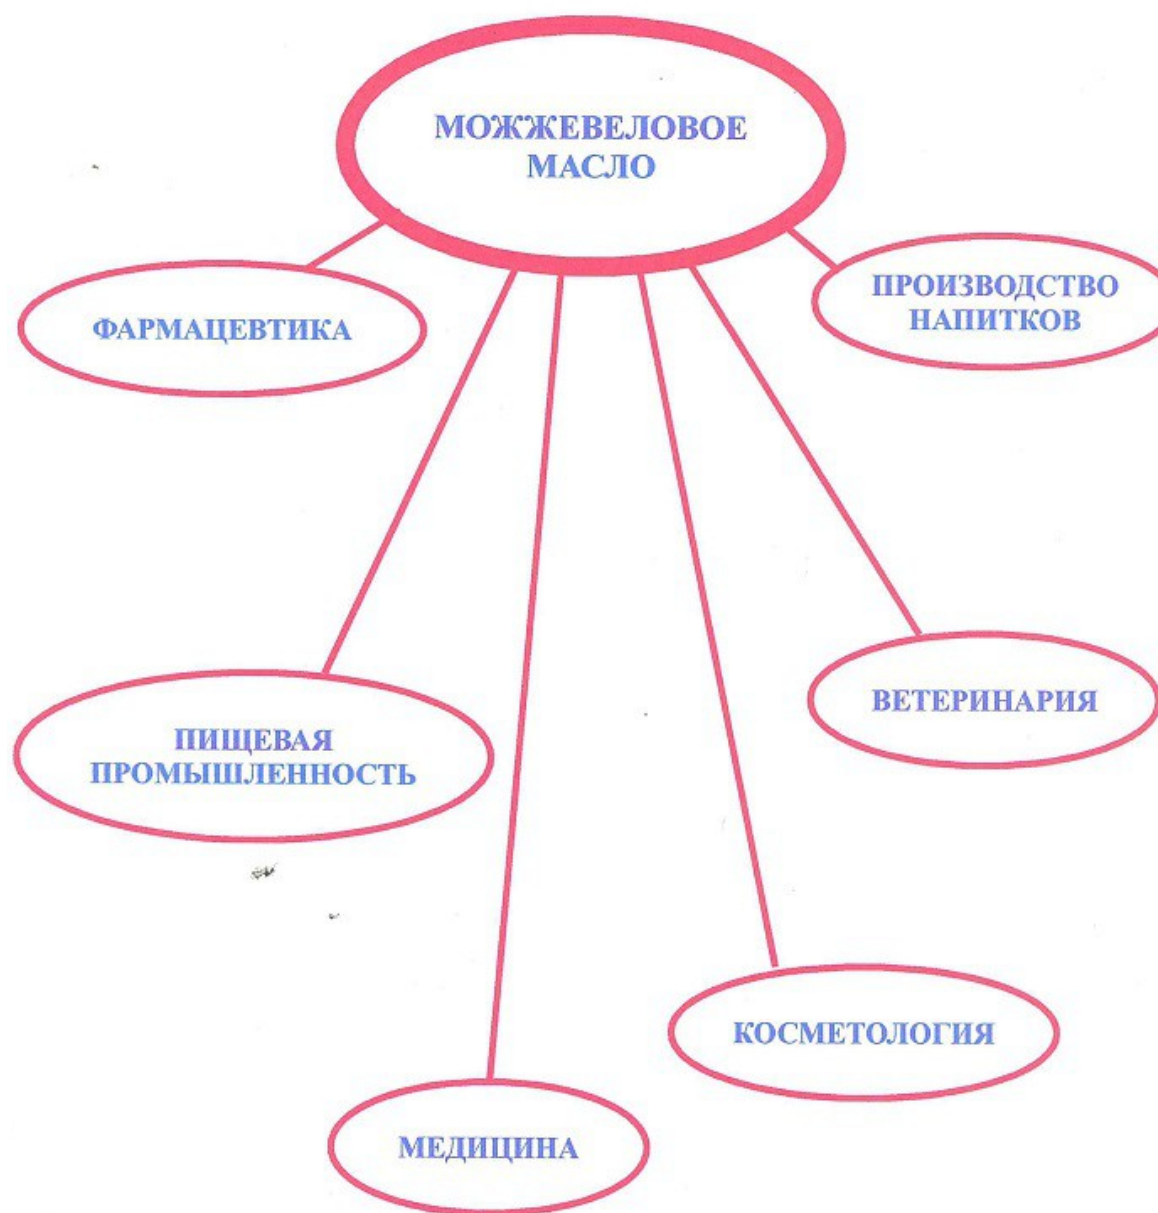 МОЖЖЕВЕЛОВОЕ
МАСЛО
ФАРМАЦЕВТИКА
ПРОИЗВОДСТВО
НАПИТКОВ
ПИЩЕВАЯ
ПРОМЫШЛЕННОСТЬ
ВЕТЕРИНАРИЯ
КОСМЕТОЛОГИЯ
МЕДИЦИНА